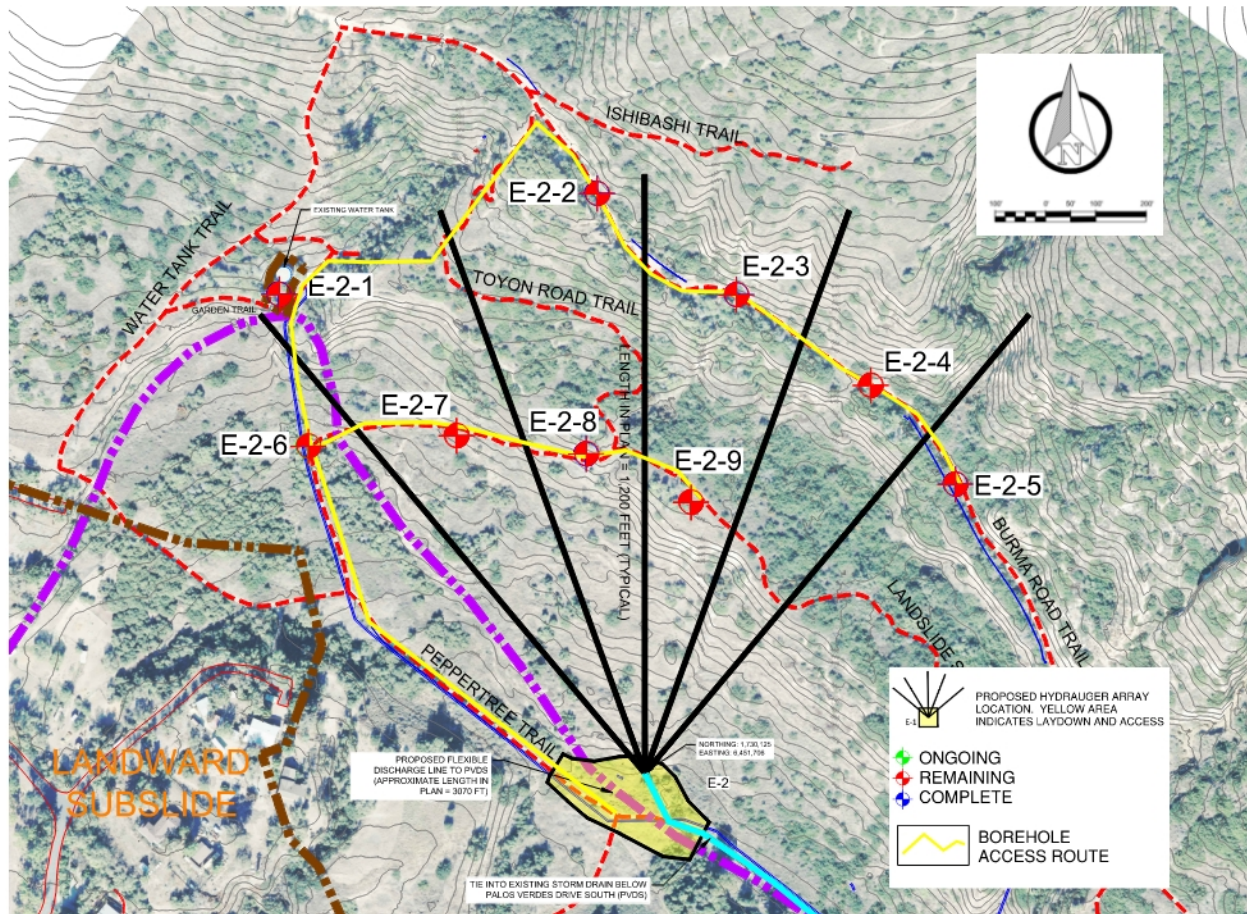 ISHIBASHI TRAIL
N
100' 0' 50' 100' 200'
E-2-2
EXISTING WATER TANK
WATER TANK TRAIL
E-2-3
E-2-1
TOYON ROAD TRAIL
GARDEN TRAIL
E-2-4
LENGTH IN PLAN = 1,200 FEET (TYPICAL)
E-2-7
E-2-8
E-2-6
E-2-9
E-2-5
BURMA ROAD TRAIL
LANDSLIDE S
PEPPERTREE TRAIL
PROPOSED HYDRAUGER ARRAY
LOCATION. YELLOW AREA
INDICATES LAYDOWN AND ACCESS
E-1
ONGOING
REMAINING
COMPLETE
BOREHOLE
ACCESS ROUTE
LANDWARD
SUBSLIDE
PROPOSED FLEXIBLE
DISCHARGE LINE TO PVDS
(APPROXIMATE LENGTH IN
PLAN = 3070 FT)
NORTHING: 1,730,125
EASTING: 6,451,706
E-2
TIE INTO EXISTING STORM DRAIN BELOW
PALOS VERDES DRIVE SOUTH (PVDS)